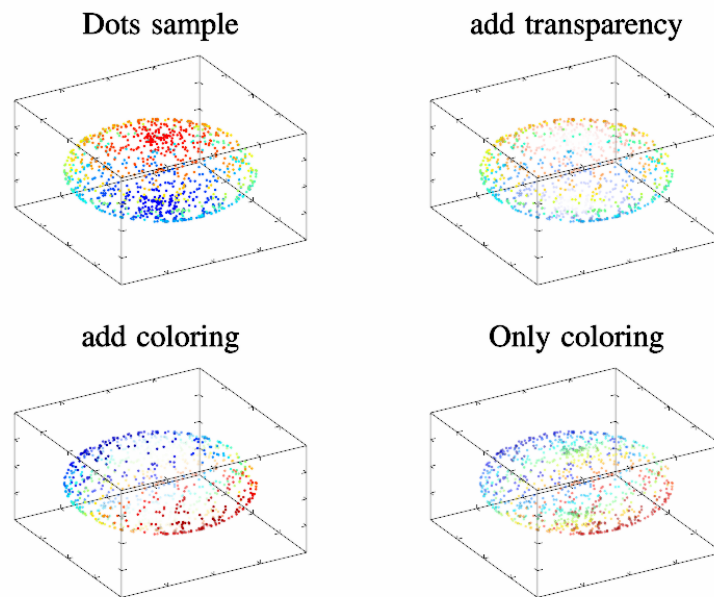 Dots sample
add transparency
add coloring
Only coloring